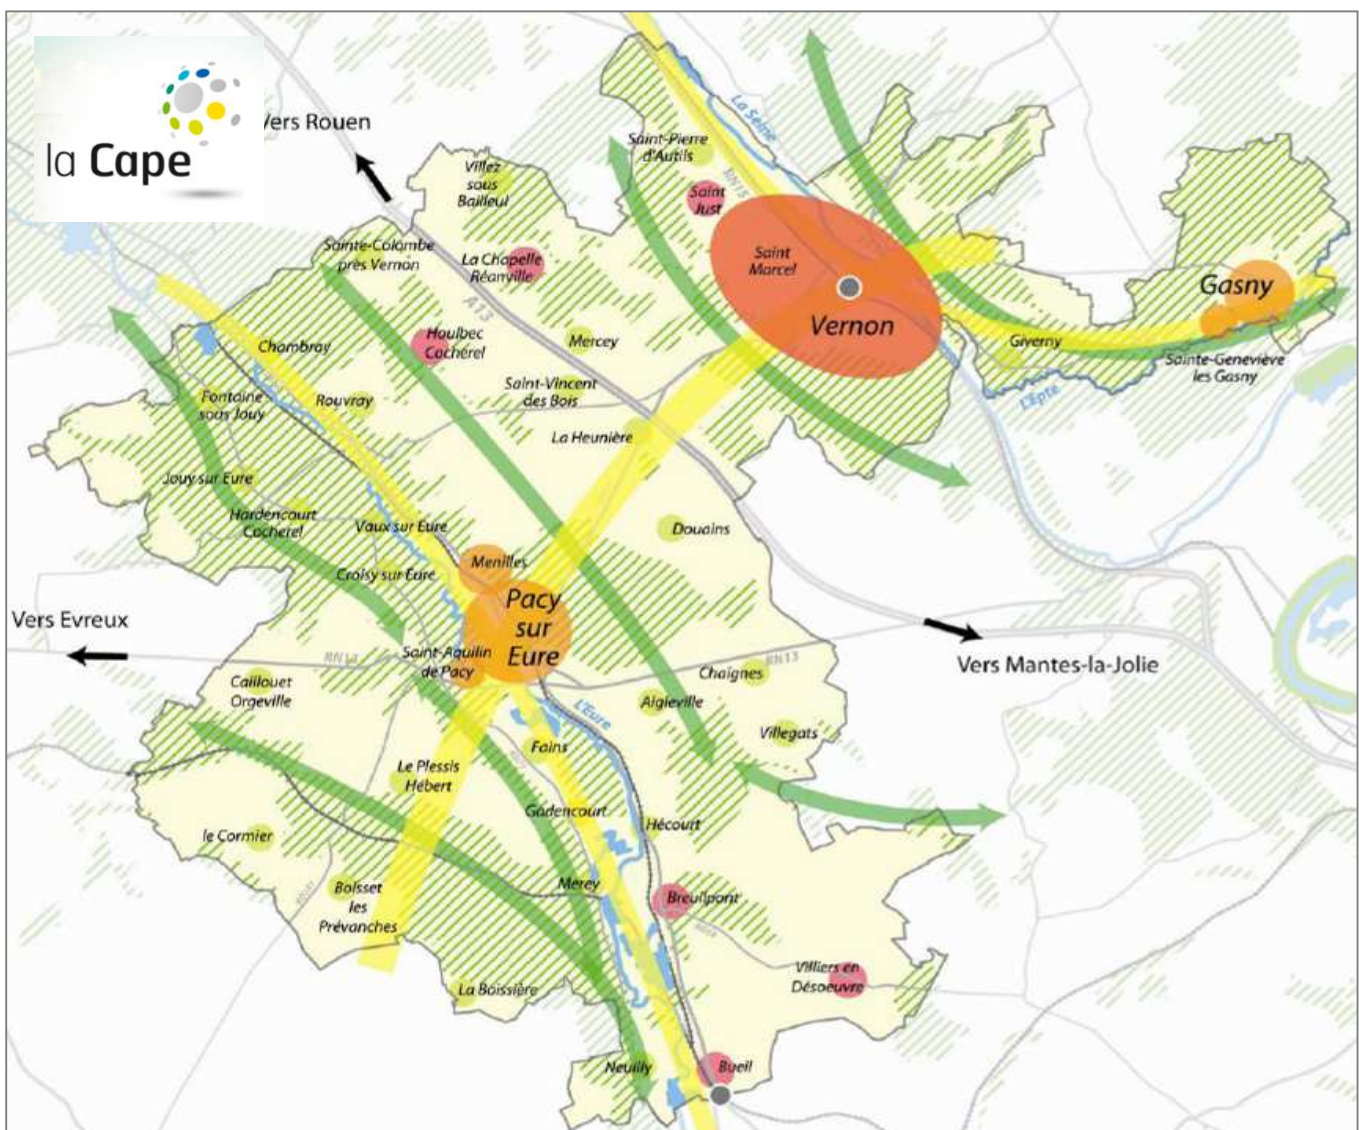 la Cape
Vers Rouen
La Seine
Saint-Pierre
d'Autils
RN15
Villez
sous
Bailleul
Saint
Just
Sainte-Colombe
près Vernon
La Chapelle
Réanville
Saint
Marcel
Vernon
Gasny
A13
Houlbec
Cocherel
Mercey
Chambray
Giverny
Sainte-Geneviève
les Gasny
L'Epte
Fontaine
sous Jouy
Rouvray
Saint-Vincent
des Bois
La Heunière
Jouy sur Eure
Hardencourt
Cocherel
Vaux sur Eure
Douains
Croisy sur Eure
Menilles
Pacy
sur
Eure
Vers Evreux
RN13
Saint-Aquilin
de Pacy
Vers Mantes-la-Jolie
Chaignes
RN13
Caillouet
Orgeville
Aigleville
L'Eure
Villegats
Fains
Le Plessis
Hébert
Gadencourt
Hécourt
le Cormier
Merey
Boisset
les
Prévanches
Breuilpont
Villiers en
Désoeuvre
La Boissière
Neuilly
Bueil